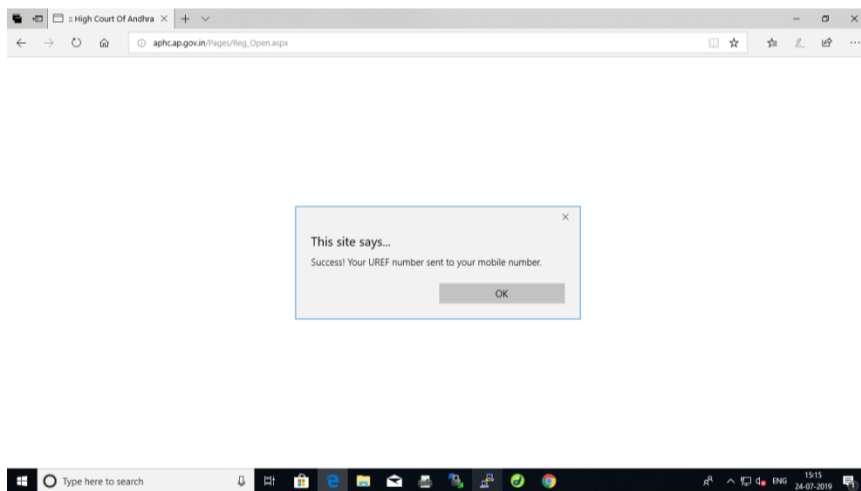 :: High Court Of Andhra
aphc.ap.gov.in/Pages/Reg_Open.aspx
This site says...
Success! Your UREF number sent to your mobile number.
OK
Type here to search
ENG
15:15
24-07-2019